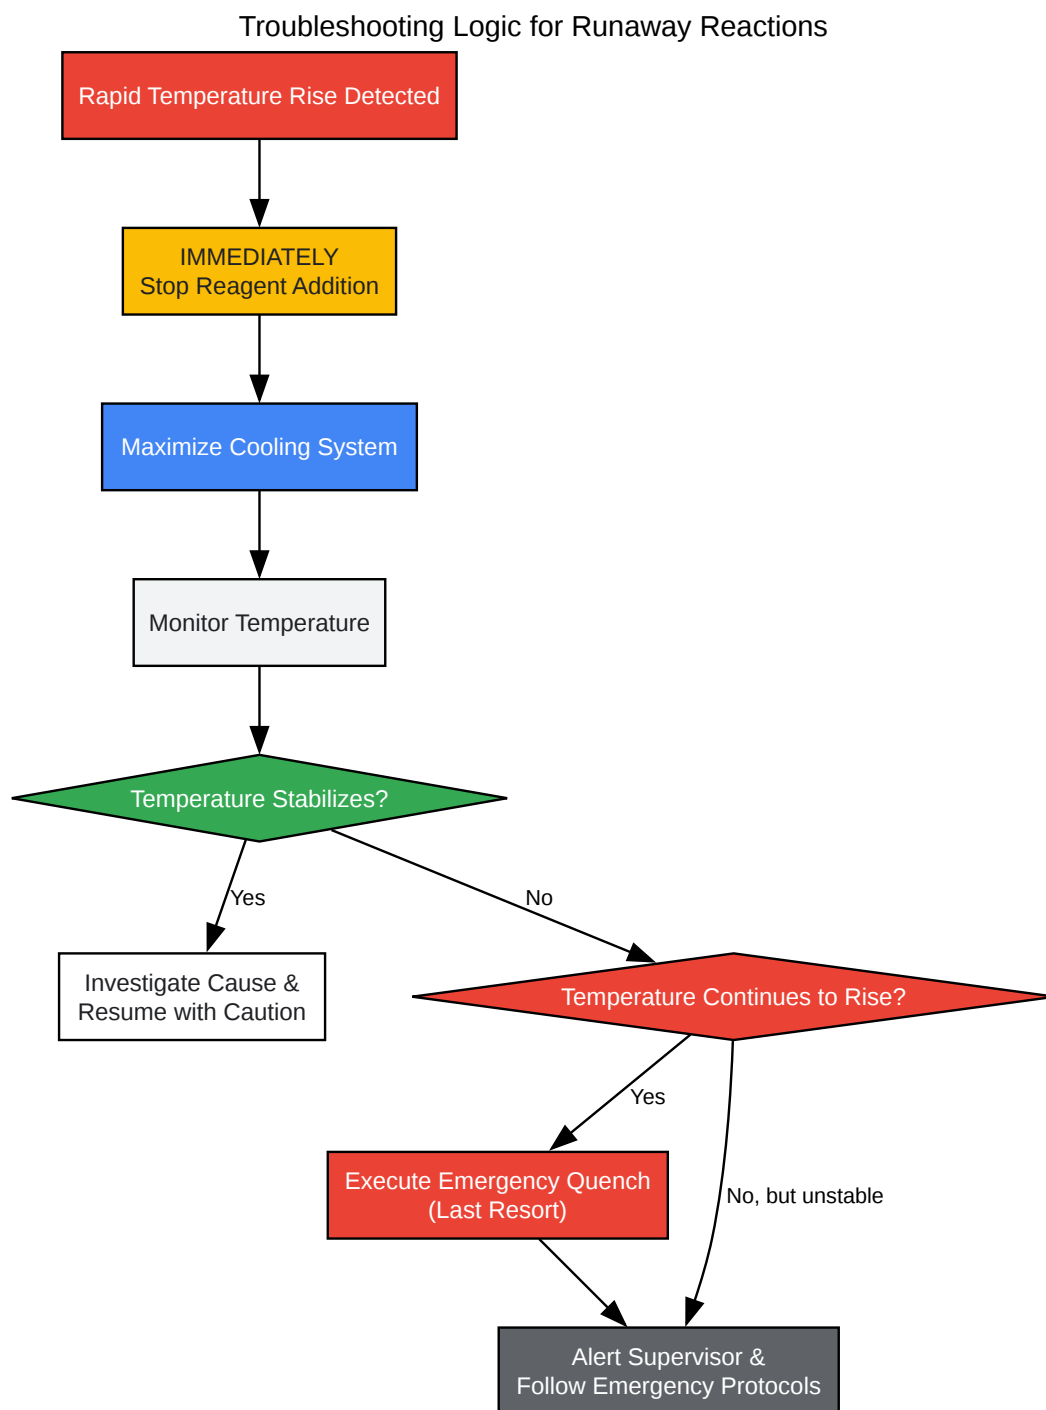 Troubleshooting Logic for Runaway Reactions
Rapid Temperature Rise Detected
IMMEDIATELY
Stop Reagent Addition
Maximize Cooling System
Monitor Temperature
Temperature Stabilizes?
Yes
No
Investigate Cause &
Resume with Caution
Temperature Continues to Rise?
Yes
No, but unstable
Execute Emergency Quench
(Last Resort)
Alert Supervisor &
Follow Emergency Protocols